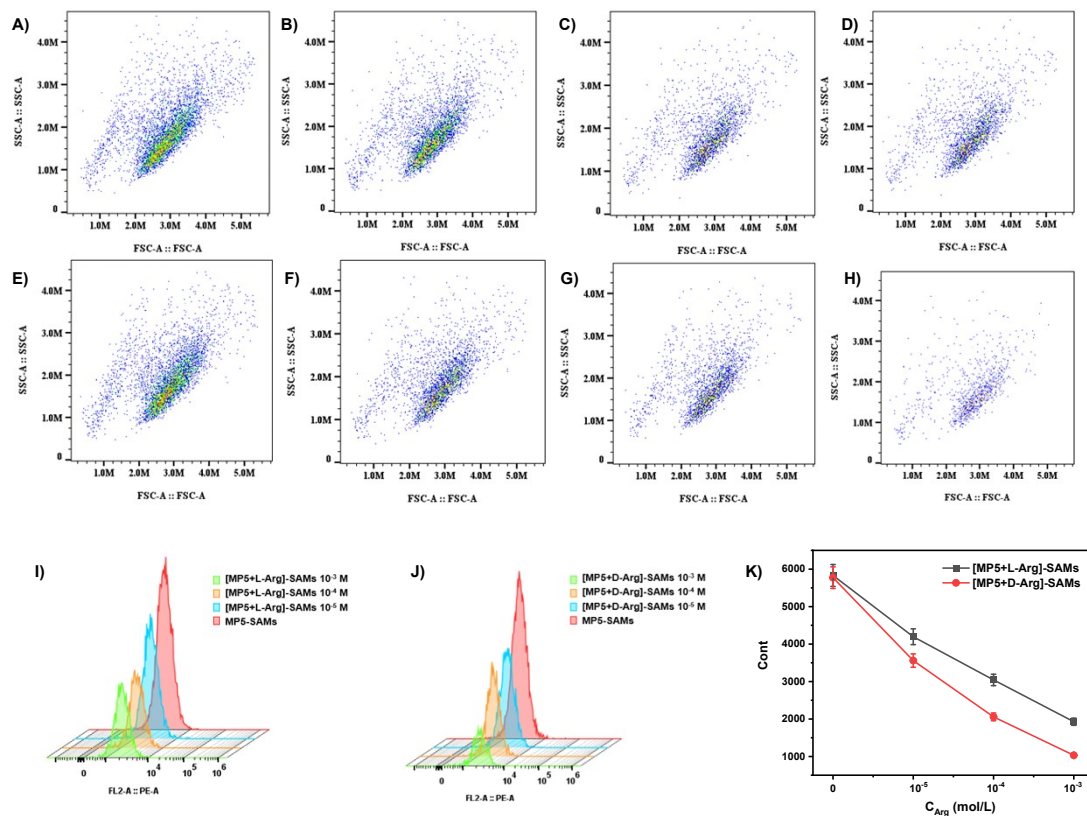 A)
SSC-A :: SSC-A
4.0M
3.0M
2.0M
1.0M
0
1.0M 2.0M 3.0M 4.0M 5.0M
FSC-A :: FSC-A
B)
SSC-A :: SSC-A
4.0M
3.0M
2.0M
1.0M
0
1.0M 2.0M 3.0M 4.0M 5.0M
FSC-A :: FSC-A
C)
SSC-A :: SSC-A
4.0M
3.0M
2.0M
1.0M
0
1.0M 2.0M 3.0M 4.0M 5.0M
FSC-A :: FSC-A
D)
SSC-A :: SSC-A
4.0M
3.0M
2.0M
1.0M
0
1.0M 2.0M 3.0M 4.0M 5.0M
FSC-A :: FSC-A
E)
SSC-A :: SSC-A
4.0M
3.0M
2.0M
1.0M
0
1.0M 2.0M 3.0M 4.0M 5.0M
FSC-A :: FSC-A
F)
SSC-A :: SSC-A
4.0M
3.0M
2.0M
1.0M
0
1.0M 2.0M 3.0M 4.0M 5.0M
FSC-A :: FSC-A
G)
SSC-A :: SSC-A
4.0M
3.0M
2.0M
1.0M
0
1.0M 2.0M 3.0M 4.0M 5.0M
FSC-A :: FSC-A
H)
SSC-A :: SSC-A
4.0M
3.0M
2.0M
1.0M
0
1.0M 2.0M 3.0M 4.0M 5.0M
FSC-A :: FSC-A
I)
[MP5+L-Arg]-SAMs 10⁻³ M
[MP5+L-Arg]-SAMs 10⁻⁴ M
[MP5+L-Arg]-SAMs 10⁻⁵ M
MP5-SAMs
0 10⁴ 10⁵ 10⁶
FL2-A :: PE-A
J)
[MP5+D-Arg]-SAMs 10⁻³ M
[MP5+D-Arg]-SAMs 10⁻⁴ M
[MP5+D-Arg]-SAMs 10⁻⁵ M
MP5-SAMs
0 10⁴ 10⁵ 10⁶
FL2-A :: PE-A
K)
[MP5+L-Arg]-SAMs
[MP5+D-Arg]-SAMs
Cont
6000
5000
4000
3000
2000
1000
0 10⁻⁵ 10⁻⁴ 10⁻³
C_Arg (mol/L)